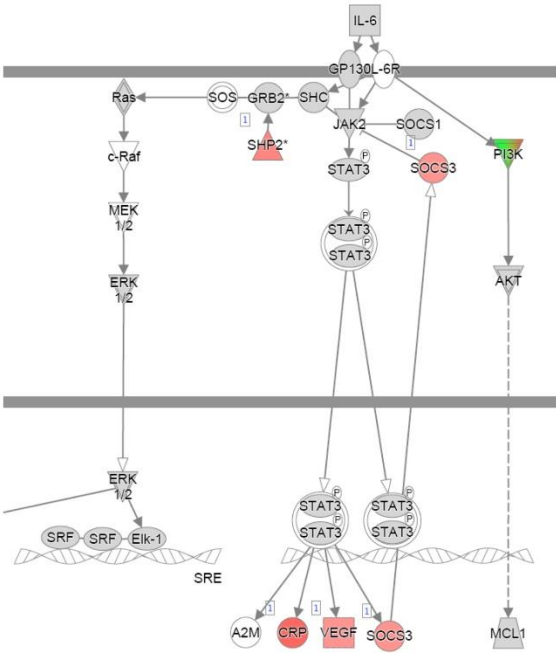 IL-6
GP130 IL-6R
Ras SOS GRB2* SHC
1
JAK2 SOCS1
1
c-Raf SHP2* P PI3K
STAT3 SOCS3
MEK
1/2
P
STAT3
P
STAT3
ERK
1/2
AKT
ERK
1/2
P P
STAT3 STAT3
P P
STAT3 STAT3
SRF SRF Elk-1
SRE
1 1 1
A2M CRP VEGF SOCS3 MCL1